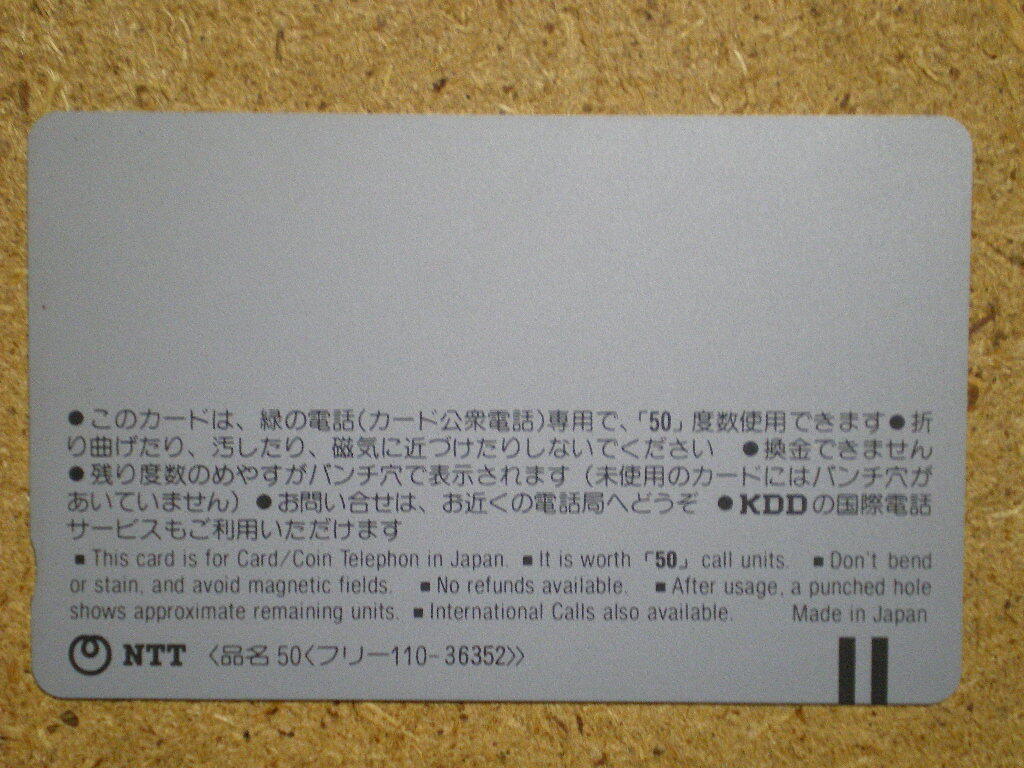 ●このカードは、緑の電話(カード公衆電話)専用で、「50」度数使用できます●折
り曲げたり、汚したり、磁気に近づけたりしないでください ●換金できません
●残り度数のめやすがパンチ穴で表示されます（未使用のカードにはパンチ穴が
あいていません）●お問い合せは、お近くの電話局へどうぞ ●KDDの国際電話
サービスもご利用いただけます
■ This card is for Card/Coin Telephon in Japan. ■ It is worth「50」call units. ■ Don't bend
or stain, and avoid magnetic fields. ■ No refunds available. ■ After usage, a punched hole
shows approximate remaining units. ■ International Calls also available. Made in Japan
NTT 〈品名 50〈フリー110-36352〉〉